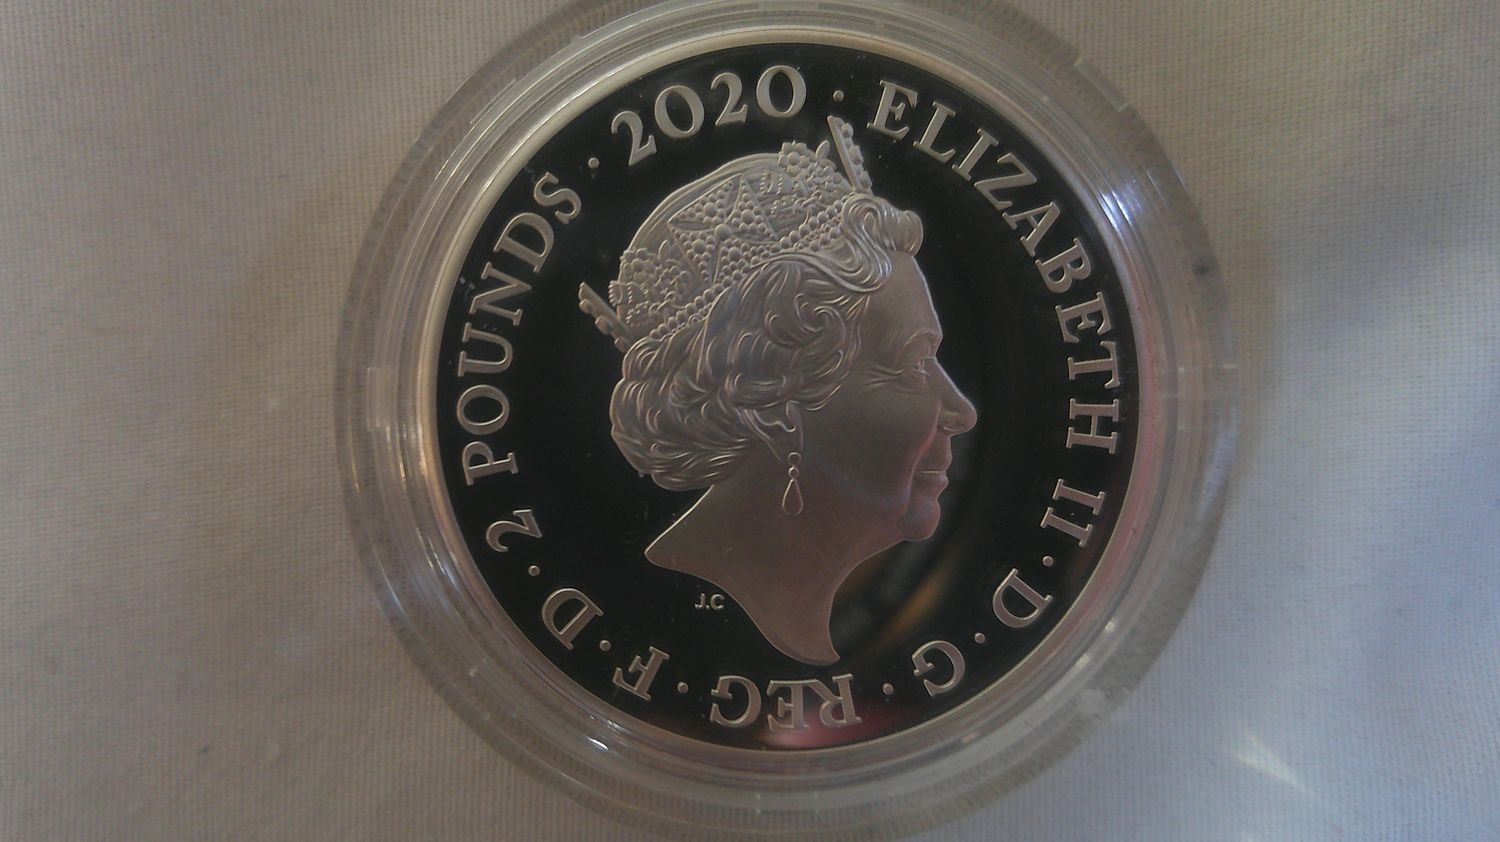 ELIZABETH II · D · G · REG · F · D · 2 POUNDS · 2020 ·
J.C